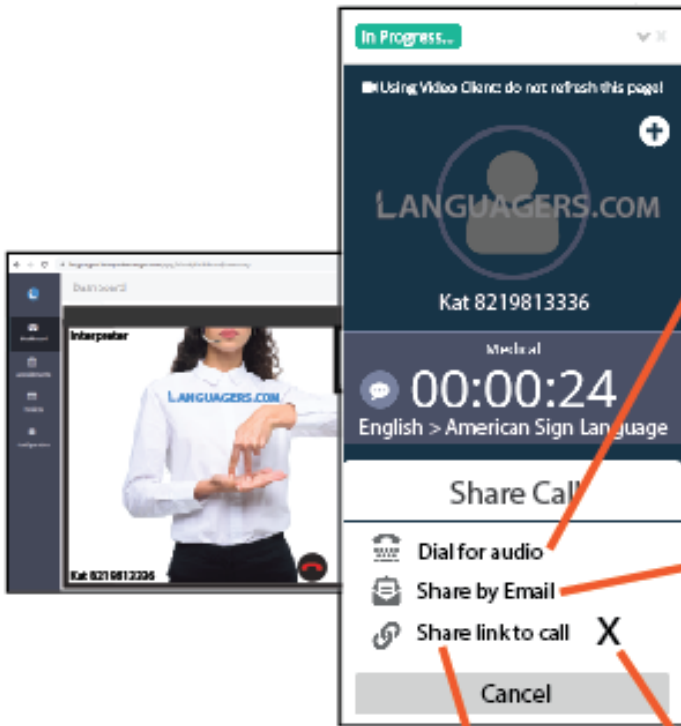 In Progress...
Using Video Client: do not refresh this page!
LANGUAGERS.COM
Kat 8219813336
Medical
00:00:24
English > American Sign Language
Share Call
Dial for audio
Share by Email
Share link to call X
Cancel
Dashboard
Interpreter
LANGUAGERS.COM
Kat 8219813336